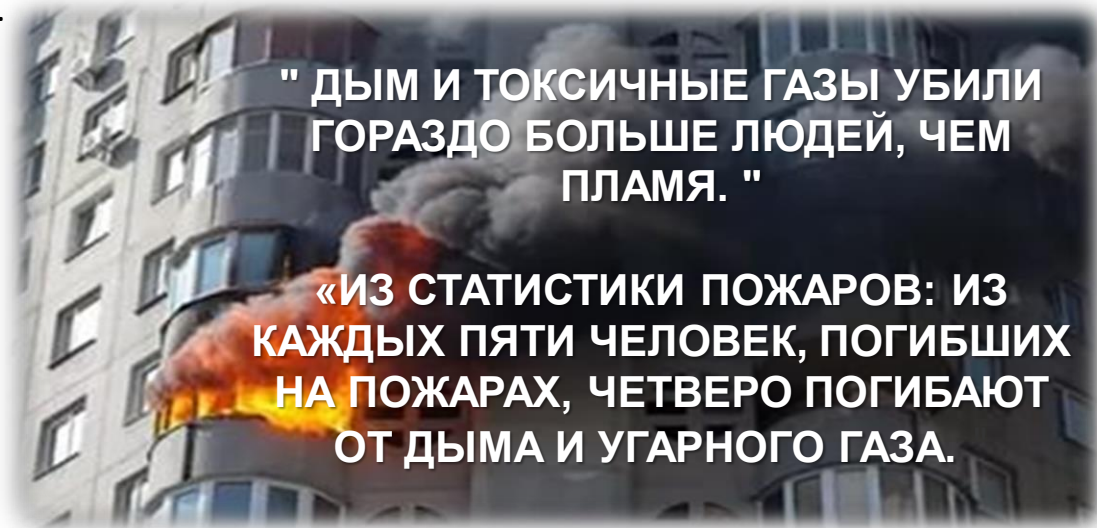 " ДЫМ И ТОКСИЧНЫЕ ГАЗЫ УБИЛИ
ГОРАЗДО БОЛЬШЕ ЛЮДЕЙ, ЧЕМ
ПЛАМЯ. "
«ИЗ СТАТИСТИКИ ПОЖАРОВ: ИЗ
КАЖДЫХ ПЯТИ ЧЕЛОВЕК, ПОГИБШИХ
НА ПОЖАРАХ, ЧЕТВЕРО ПОГИБАЮТ
ОТ ДЫМА И УГАРНОГО ГАЗА.